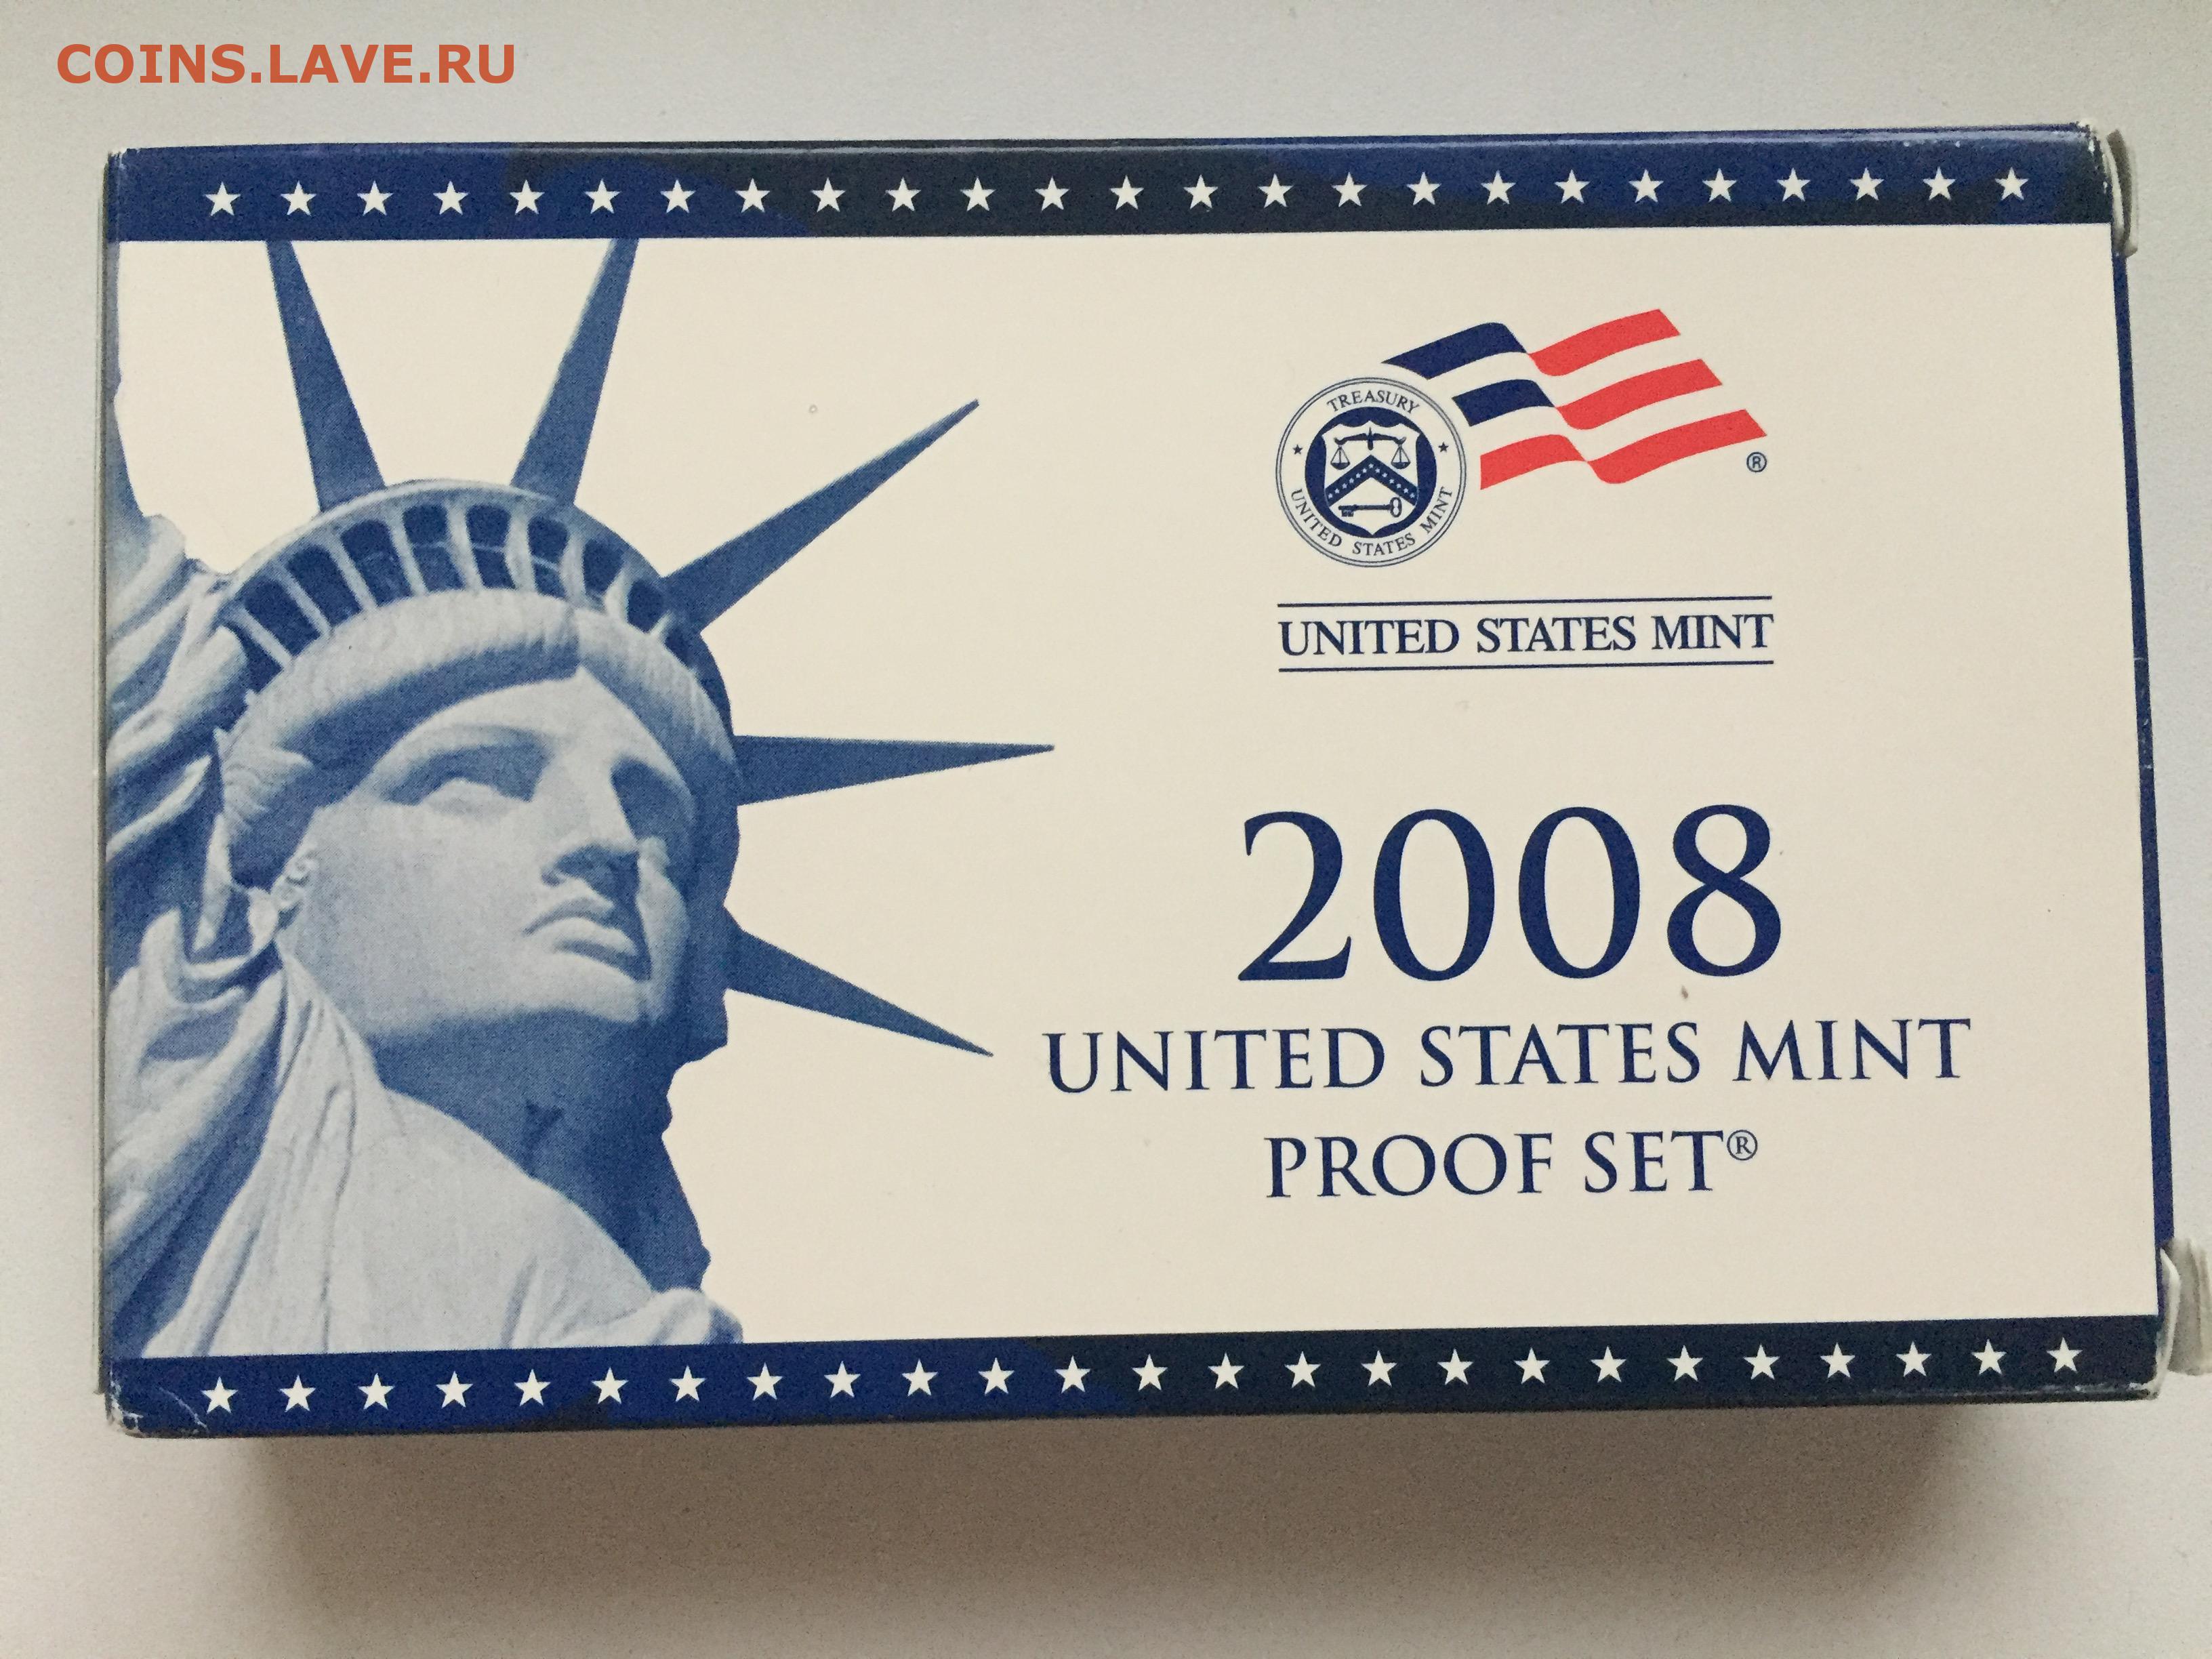 COINS.LAVE.RU
TREASURY
UNITED STATES MINT
®
UNITED STATES MINT
2008
UNITED STATES MINT
PROOF SET®